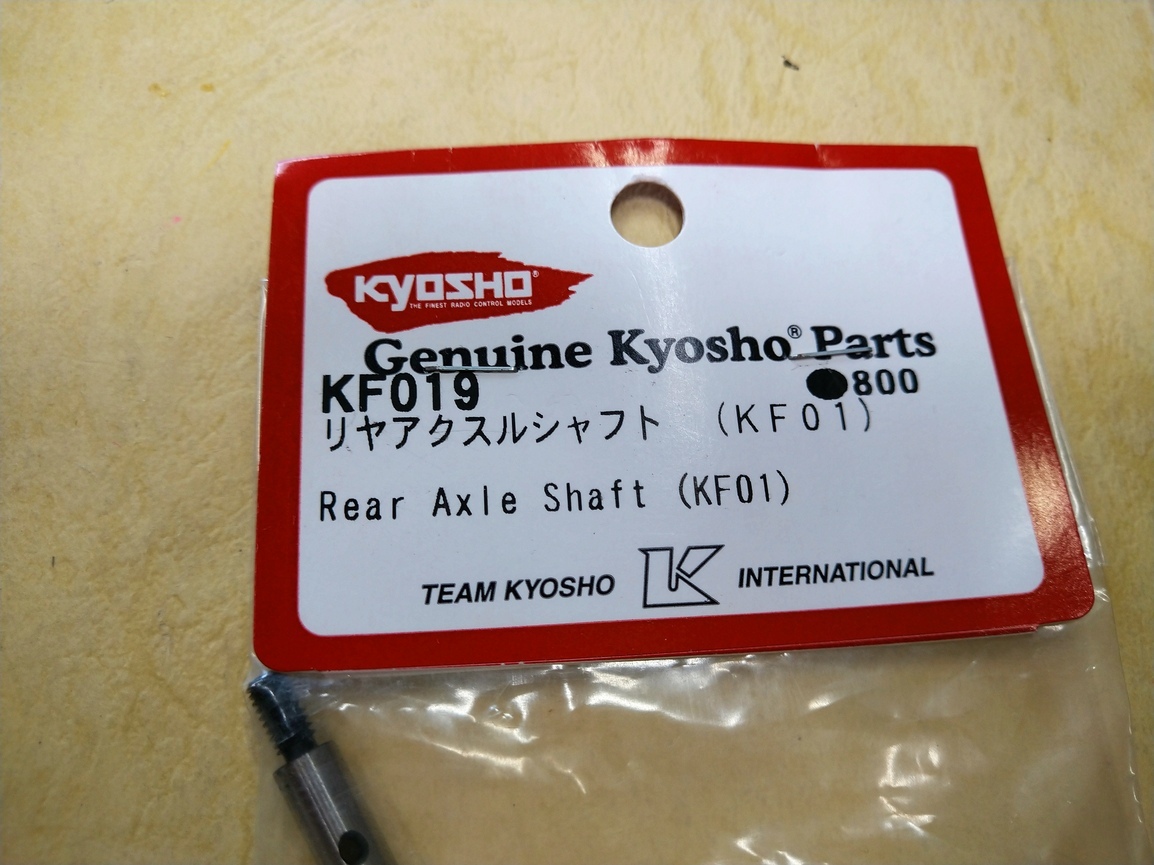 KYOSHO®
THE FINEST RADIO CONTROL MODELS
Genuine Kyosho® Parts
KF019 ●800
リヤアクスルシャフト （KF01）
Rear Axle Shaft (KF01)
TEAM KYOSHO K INTERNATIONAL